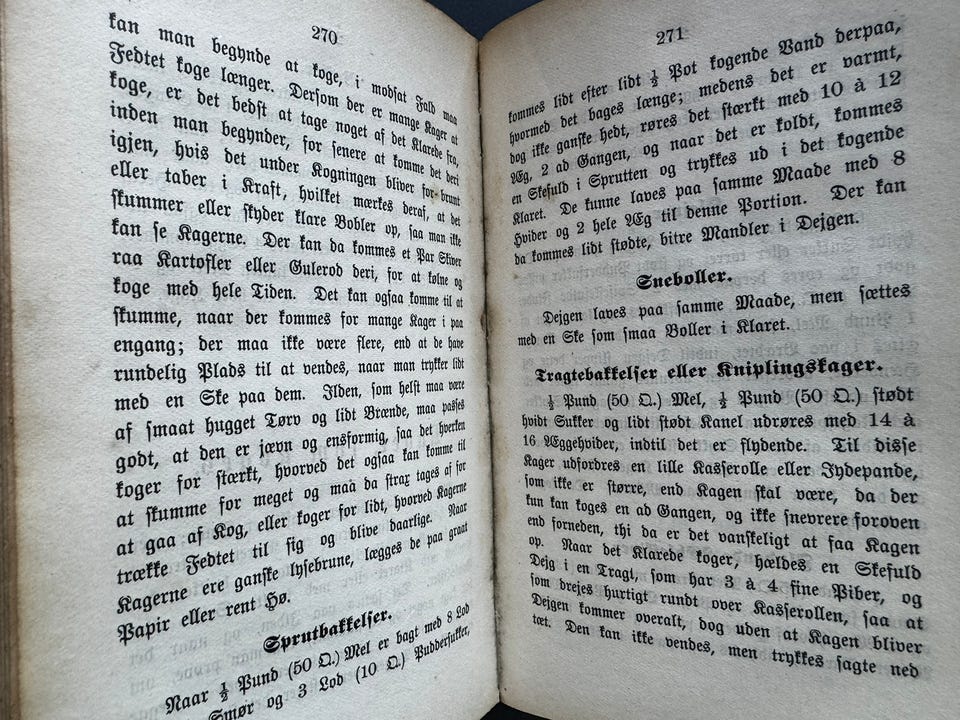 270
kan man begynde at koge, i modsat Fald maa
Fedtet koge længer. Dersom der er mange Kager at
koge, er det bedst at tage noget af det Klarede fra,
inden man begynder, for senere at komme det deri
igjen, hvis det under Kogningen bliver for brunt
eller taber i Kraft, hvilket mærkes deraf, at det
skummer eller skyder klare Bobler op, saa man ikke
kan se Kagerne. Der kan da kommes et Par Skiver
raa Kartofler eller Gulerod deri, for at kølne og
koge med hele Tiden. Det kan ogsaa komme til at
skumme, naar der kommes for mange Kager i paa
engang; der maa ikke være flere, end at de have
rundelig Plads til at vendes, naar man trykker lidt
med en Ske paa dem. Ilden, som helst maa være
af smaat hugget Tørv og lidt Brænde, maa passes
godt, at den er jævn og ensformig, saa det hverken
koger for stærkt, hvorved det ogsaa kan komme til
at skumme for meget og maa da strax tages af for
at gaa af Kog, eller koger for lidt, hvorved Kagerne
trække Fedtet til sig og blive daarlige. Naar
Kagerne ere ganske lysebrune, lægges de paa graat
Papir eller rent Hø.
Sprutbakkelser.
Naar ½ Pund (50 Q.) Mel er bagt med 8 Lod
Smør og 3 Lod (10 Q.) Puddersukker,
271
kommes lidt efter lidt ½ Pot kogende Vand derpaa,
hvormed det bages længe; medens det er varmt,
dog ikke ganske hedt, røres det stærkt med 10 à 12
Æg, 2 ad Gangen, og naar det er koldt, kommes
en Skefuld i Sprutten og trykkes ud i det kogende
Klaret. De kunne laves paa samme Maade med 8
Hvider og 2 hele Æg til denne Portion. Der kan
da kommes lidt stødte, bitre Mandler i Dejgen.
Sneboller.
Dejgen laves paa samme Maade, men sættes
med en Ske som smaa Boller i Klaret.
Tragtebakkelser eller Kniplingskager.
½ Pund (50 Q.) Mel, ½ Pund (50 Q.) stødt
hvidt Sukker og lidt stødt Kanel udrøres med 14 à
16 Æggehvider, indtil det er flydende. Til disse
Kager udfordres en lille Kasserolle eller Jydepande,
som ikke er større, end Kagen skal være, da der
kun kan koges en ad Gangen, og ikke snevrere foroven
end forneden, thi da er det vanskeligt at faa Kagen
op. Naar det Klarede koger, hældes en Skefuld
Dejg i en Tragt, som har 3 à 4 fine Piber, og
som drejes hurtigt rundt over Kasserollen, saa at
Dejgen kommer overalt, dog uden at Kagen bliver
tæt. Den kan ikke vendes, men trykkes sagte ned